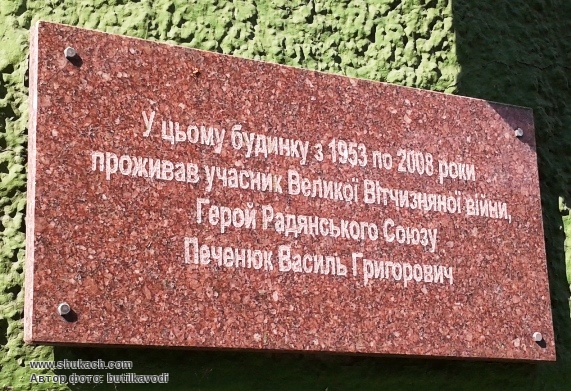 У цьому будинку з 1953 по 2008 роки
проживав учасник Великої Вітчизняної війни,
Герой Радянського Союзу
Печенюк Василь Григорович
www.shukach.com
Автор фото: butilkavodi